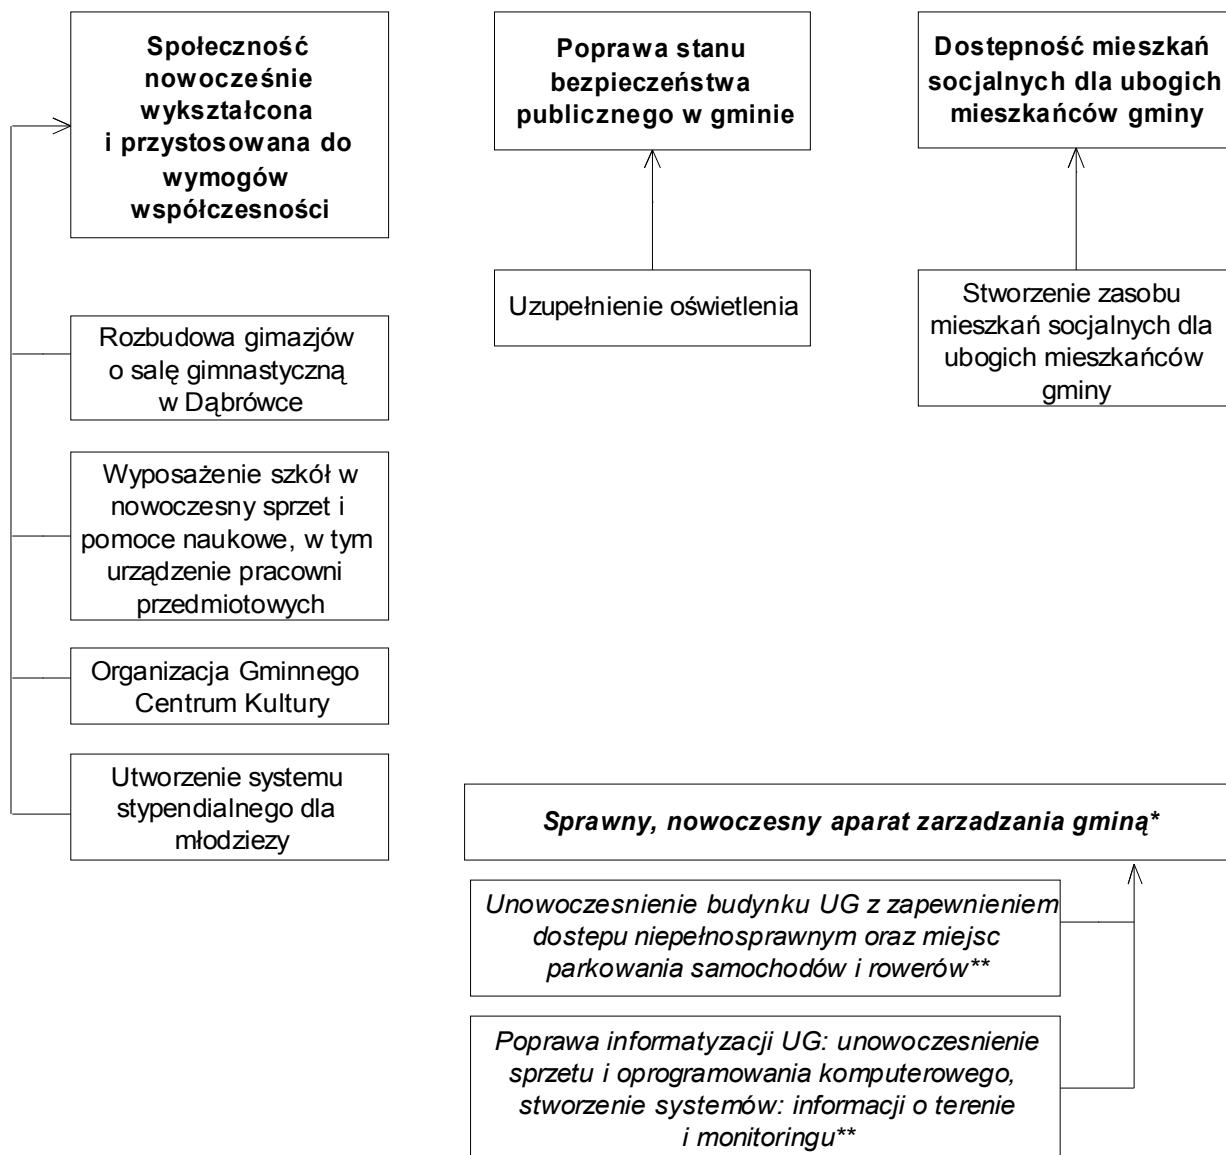 Społeczność
nowocześnie
wykształcona
i przystosowana do
wymogów
współczesności
Poprawa stanu
bezpieczeństwa
publicznego w gminie
Dostepność mieszkań
socjalnych dla ubogich
mieszkańców gminy
Uzupełnienie oświetlenia
Stworzenie zasobu
mieszkań socjalnych dla
ubogich mieszkańców
gminy
Rozbudowa gimazjów
o salę gimnastyczną
w Dąbrówce
Wyposażenie szkół w
nowoczesny sprzet i
pomoce naukowe, w tym
urządzenie pracowni
przedmiotowych
Organizacja Gminnego
Centrum Kultury
Utworzenie systemu
stypendialnego dla
młodziezy
Sprawny, nowoczesny aparat zarzadzania gminą*
Unowoczesnienie budynku UG z zapewnieniem
dostepu niepełnosprawnym oraz miejsc
parkowania samochodów i rowerów**
Poprawa informatyzacji UG: unowoczesnienie
sprzetu i oprogramowania komputerowego,
stworzenie systemów: informacji o terenie
i monitoringu**